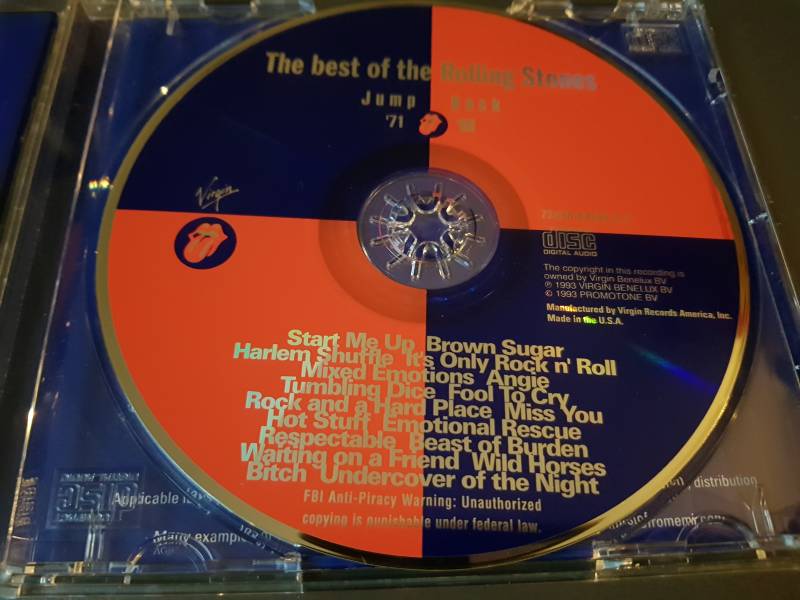 The best of the Rolling Stones
Jump Back
'71
Virgin
disc
DIGITAL AUDIO
The copyright in this recording is
owned by Virgin Benelux BV
℗ 1993 VIRGIN BENELUX BV
© 1993 PROMOTONE BV
Manufactured by Virgin Records America, Inc.
Made in the U.S.A.
Start Me Up Brown Sugar
Harlem Shuffle It's Only Rock n' Roll
Mixed Emotions Angie
Tumbling Dice Fool To Cry
Rock and a Hard Place Miss You
Hot Stuff Emotional Rescue
Respectable Beast of Burden
Waiting on a Friend Wild Horses
Bitch Undercover of the Night
FBI Anti-Piracy Warning: Unauthorized
copying is punishable under federal law.
Applicable
distribution
Many